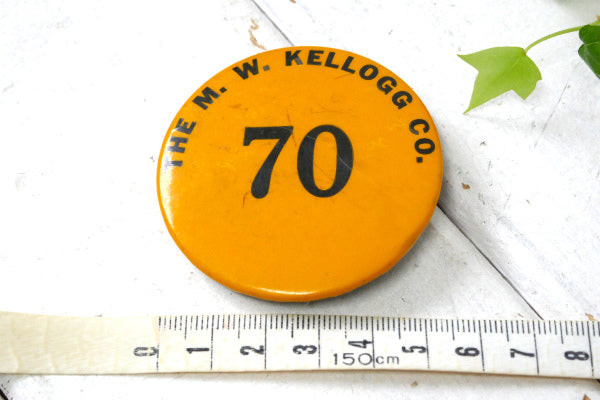 THE M. W. KELLOGG CO.
70
0 1 2 3 4 5 6 7 8
150cm